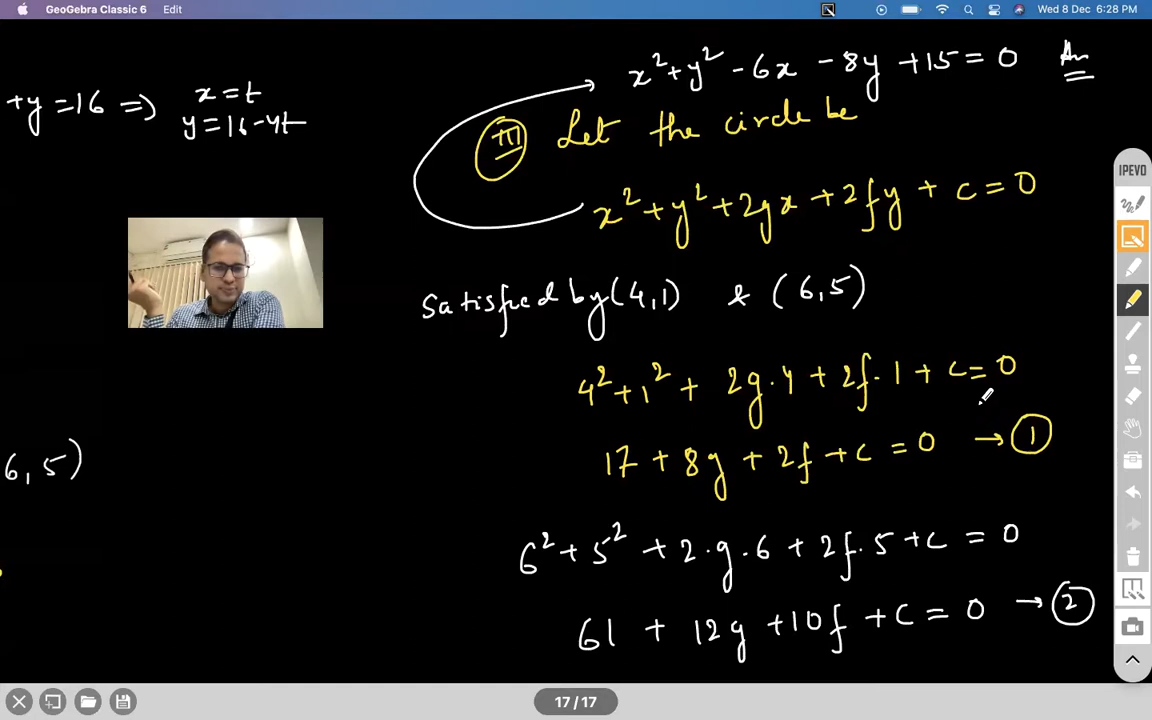 GeoGebra Classic 6 Edit Wed 8 Dec 6:28 PM
x²+y²-6x-8y+15=0 Ans
+y=16 => x=t
y=16-4t
III Let the circle be
x²+y²+2gx+2fy+c=0
satisfied by (4,1) & (6,5)
4²+1²+2g·4+2f·1+c=0
17+8g+2f+c=0 → 1
6,5)
6²+5²+2·g·6+2f·5+c=0
61+12g+10f+c=0 → 2
IPEVO
17/17